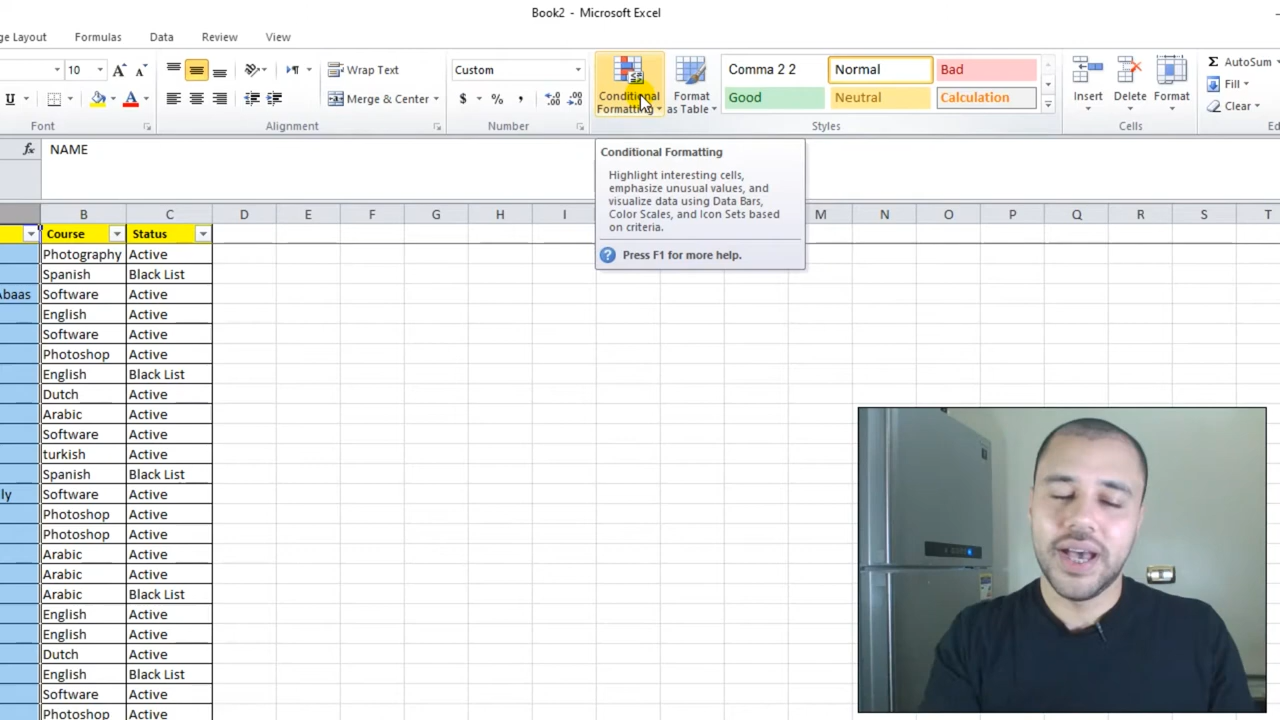 Book2 - Microsoft Excel
ge Layout Formulas Data Review View
10 A A Wrap Text Custom Conditional Formatting Format as Table Comma 2 2 Normal Bad Insert Delete Format Σ AutoSum
U A Merge & Center $ % , Good Neutral Calculation Fill
Clear
Font Alignment Number Styles Cells Ed
fx NAME
Conditional Formatting
Highlight interesting cells,
emphasize unusual values, and
visualize data using Data Bars,
Color Scales, and Icon Sets based
on criteria.
Press F1 for more help.
B C D E F G H I M N O P Q R S T
Course Status
Photography Active
Spanish Black List
Abaas Software Active
English Active
Software Active
Photoshop Active
English Black List
Dutch Active
Arabic Active
Software Active
turkish Active
Spanish Black List
ly Software Active
Photoshop Active
Photoshop Active
Arabic Active
Arabic Active
Arabic Black List
English Active
English Active
Dutch Active
English Black List
Software Active
Photoshop Active